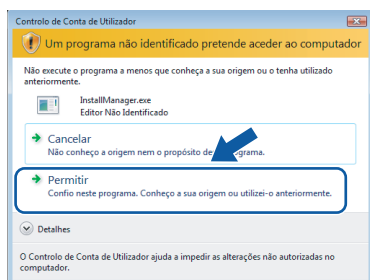 Controlo de Conta de Utilizador
Um programa não identificado pretende aceder ao computador
Não execute o programa a menos que conheça a sua origem ou o tenha utilizado
anteriormente.
InstallManager.exe
Editor Não Identificado
Cancelar
Não conheço a origem nem o propósito de grama.
Permitir
Confio neste programa. Conheço a sua origem ou utilizei-o anteriormente.
Detalhes
O Controlo de Conta de Utilizador ajuda a impedir as alterações não autorizadas no
computador.